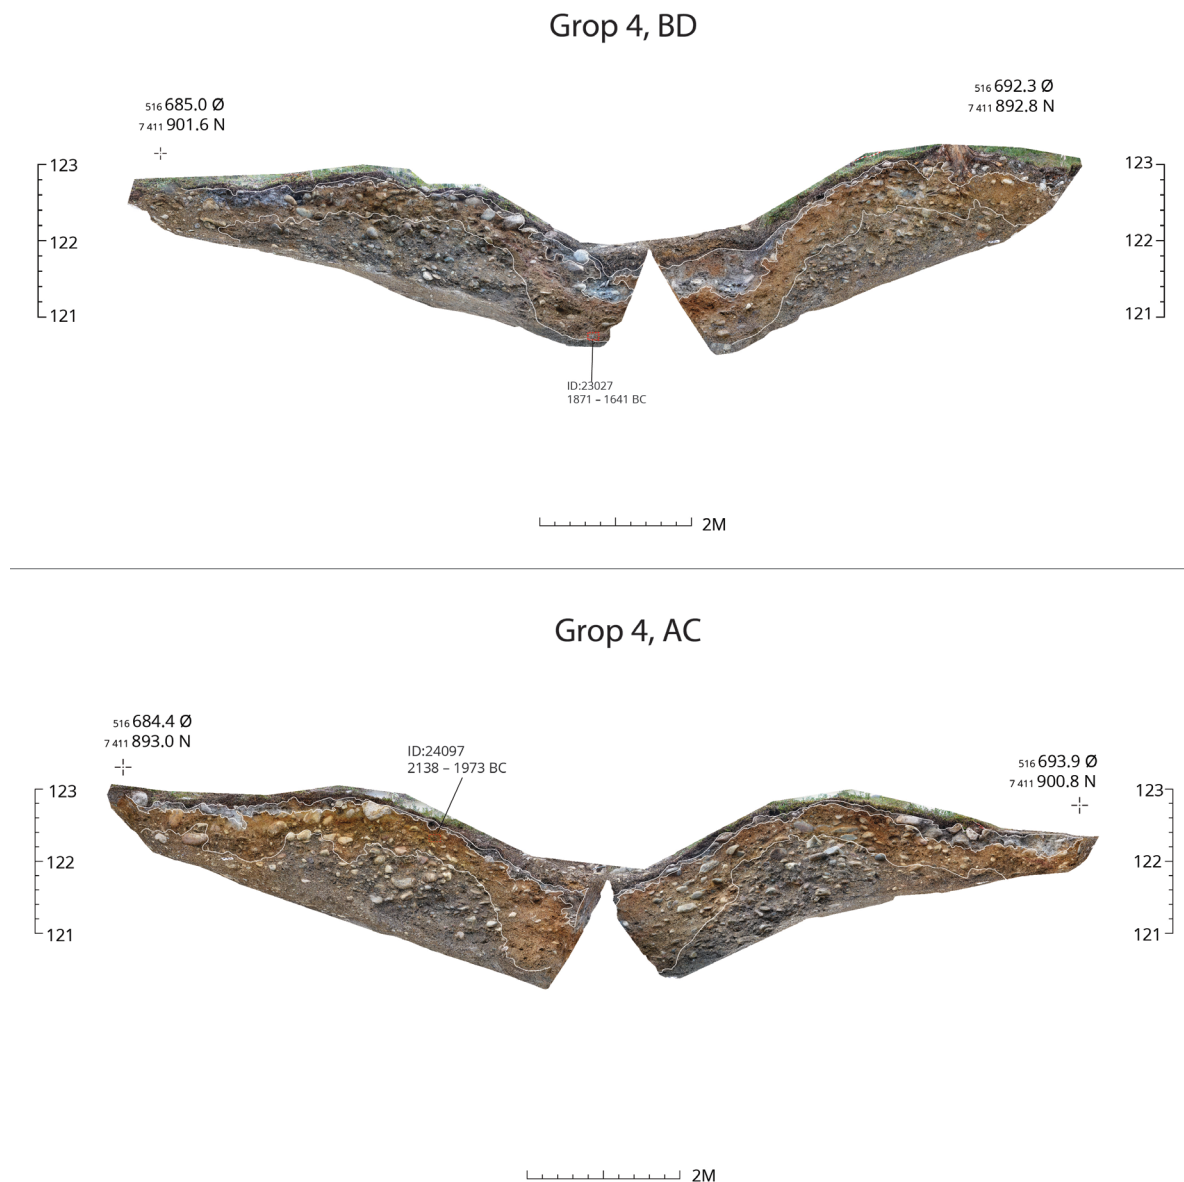 Grop 4, BD
516 685.0 Ø
7 411 901.6 N
516 692.3 Ø
7 411 892.8 N
123
122
121
123
122
121
ID:23027
1871 – 1641 BC
2M
Grop 4, AC
516 684.4 Ø
7 411 893.0 N
ID:24097
2138 – 1973 BC
516 693.9 Ø
7 411 900.8 N
123
122
121
123
122
121
2M